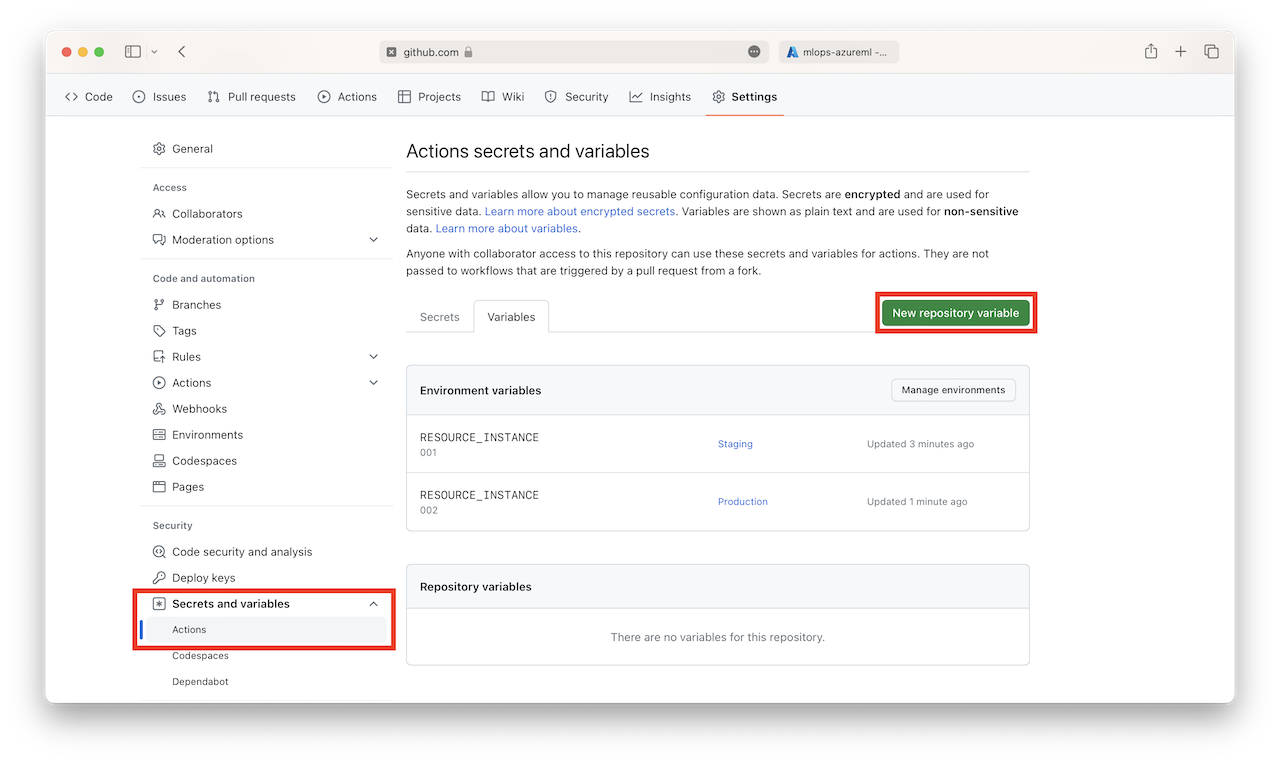 github.com
mlops-azureml -...
Code
Issues
Pull requests
Actions
Projects
Wiki
Security
Insights
Settings
General
Access
Collaborators
Moderation options
Code and automation
Branches
Tags
Rules
Actions
Webhooks
Environments
Codespaces
Pages
Security
Code security and analysis
Deploy keys
Secrets and variables
Actions
Codespaces
Dependabot
Actions secrets and variables
Secrets and variables allow you to manage reusable configuration data. Secrets are encrypted and are used for
sensitive data. Learn more about encrypted secrets. Variables are shown as plain text and are used for non-sensitive
data. Learn more about variables.
Anyone with collaborator access to this repository can use these secrets and variables for actions. They are not
passed to workflows that are triggered by a pull request from a fork.
Secrets
Variables
New repository variable
Environment variables
Manage environments
RESOURCE_INSTANCE
001
Staging
Updated 3 minutes ago
RESOURCE_INSTANCE
002
Production
Updated 1 minute ago
Repository variables
There are no variables for this repository.